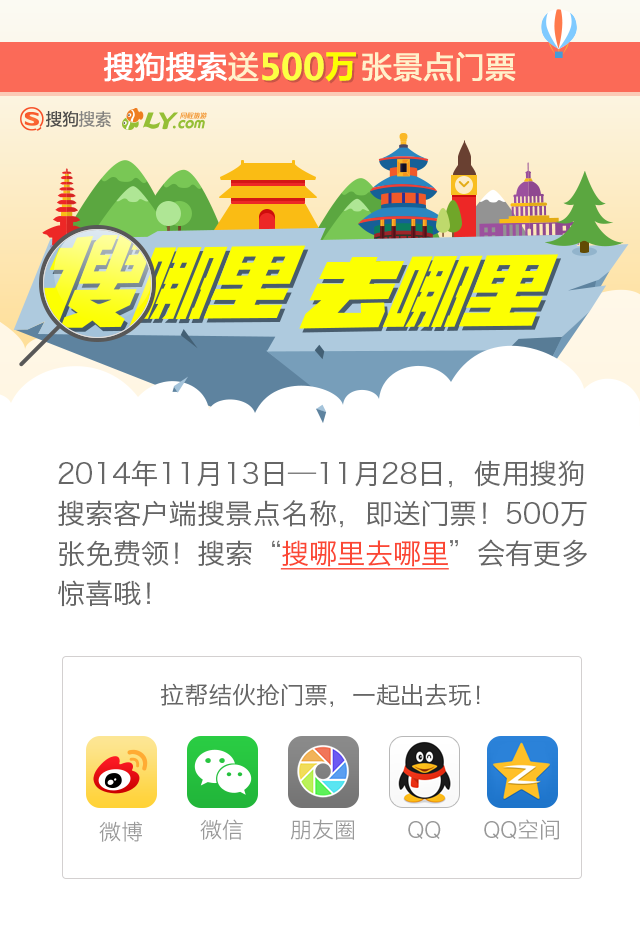 搜狗搜索送500万张景点门票
搜狗搜索 LY.com 同程旅游
搜哪里 去哪里
2014年11月13日—11月28日，使用搜狗
搜索客户端搜景点名称，即送门票！500万
张免费领！搜索“搜哪里去哪里”会有更多
惊喜哦！
拉帮结伙抢门票，一起出去玩！
微博 微信 朋友圈 QQ QQ空间